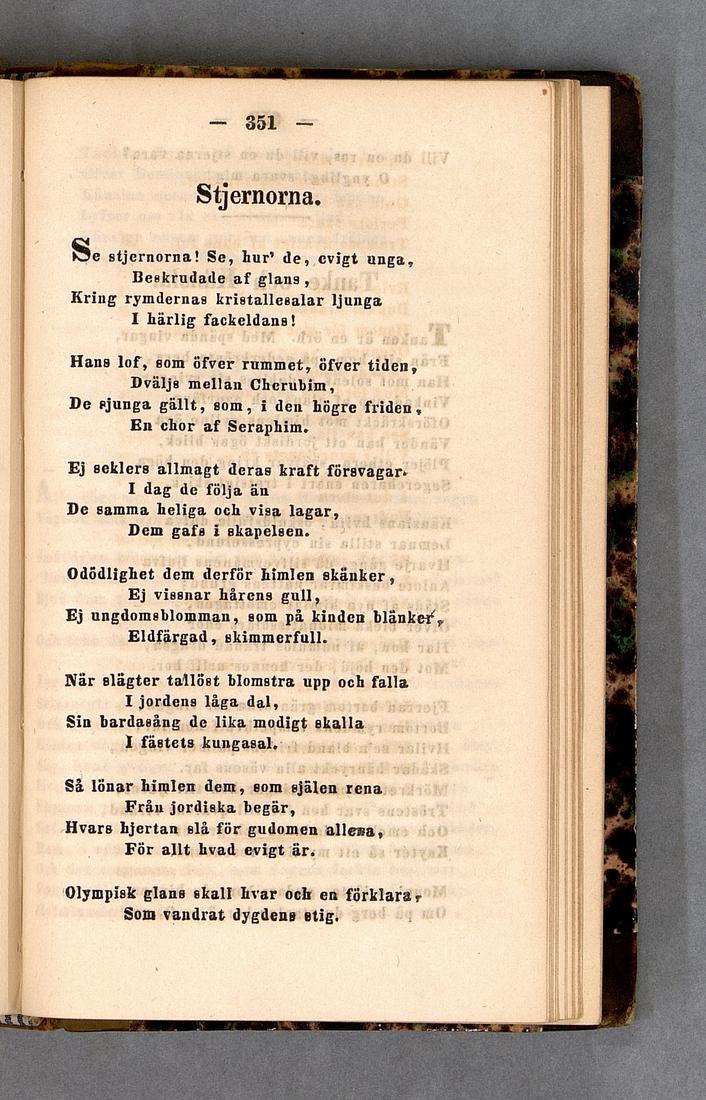 — 351 —
Stjernorna.
Se stjernorna! Se, hur' de, evigt unga,
Beskrudade af glans,
Kring rymdernas kristallesalar ljunga
I härlig fackeldans!
Hans lof, som öfver rummet, öfver tiden,
Dväljs mellan Cherubim,
De sjunga gällt, som, i den högre friden,
En chor af Seraphim.
Ej seklers allmagt deras kraft försvagar.
I dag de följa än
De samma heliga och visa lagar,
Dem gafs i skapelsen.
Odödlighet dem derför himlen skänker,
Ej vissnar hårens gull,
Ej ungdomsblomman, som på kinden blänker,
Eldfärgad, skimmerfull.
När slägter tallöst blomstra upp och falla
I jordens låga dal,
Sin bardasång de lika modigt skalla
I fästets kungasal.
Så lönar himlen dem, som själen rena
Från jordiska begär,
Hvars hjertan slå för gudomen allena,
För allt hvad evigt är.
Olympisk glans skall hvar och en förklara,
Som vandrat dygdens stig.